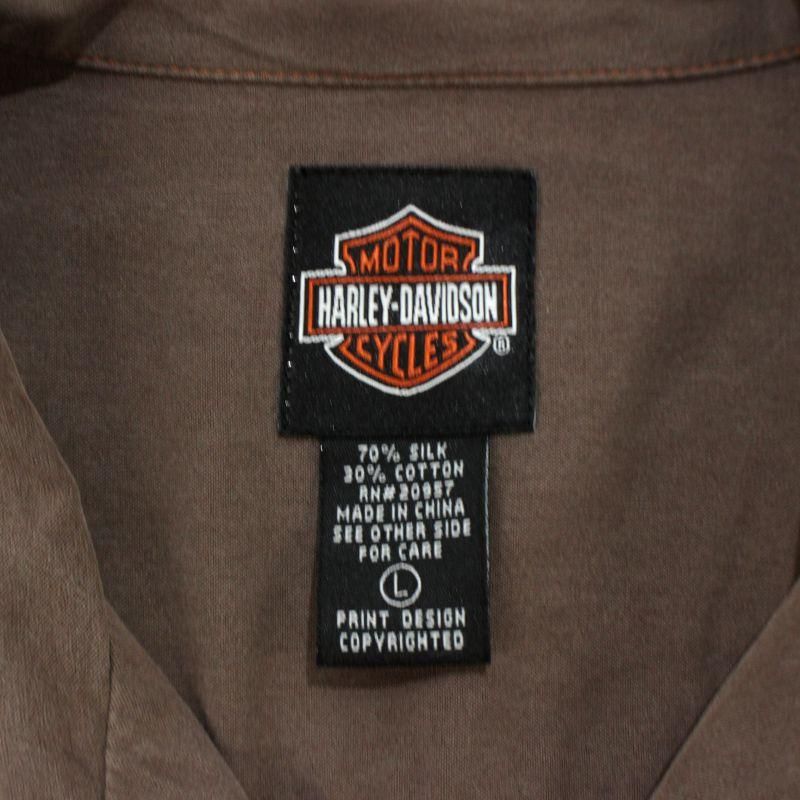 MOTOR
HARLEY-DAVIDSON
CYCLES
®
70% SILK
30% COTTON
RN#20957
MADE IN CHINA
SEE OTHER SIDE
FOR CARE
L
PRINT DESIGN
COPYRIGHTED